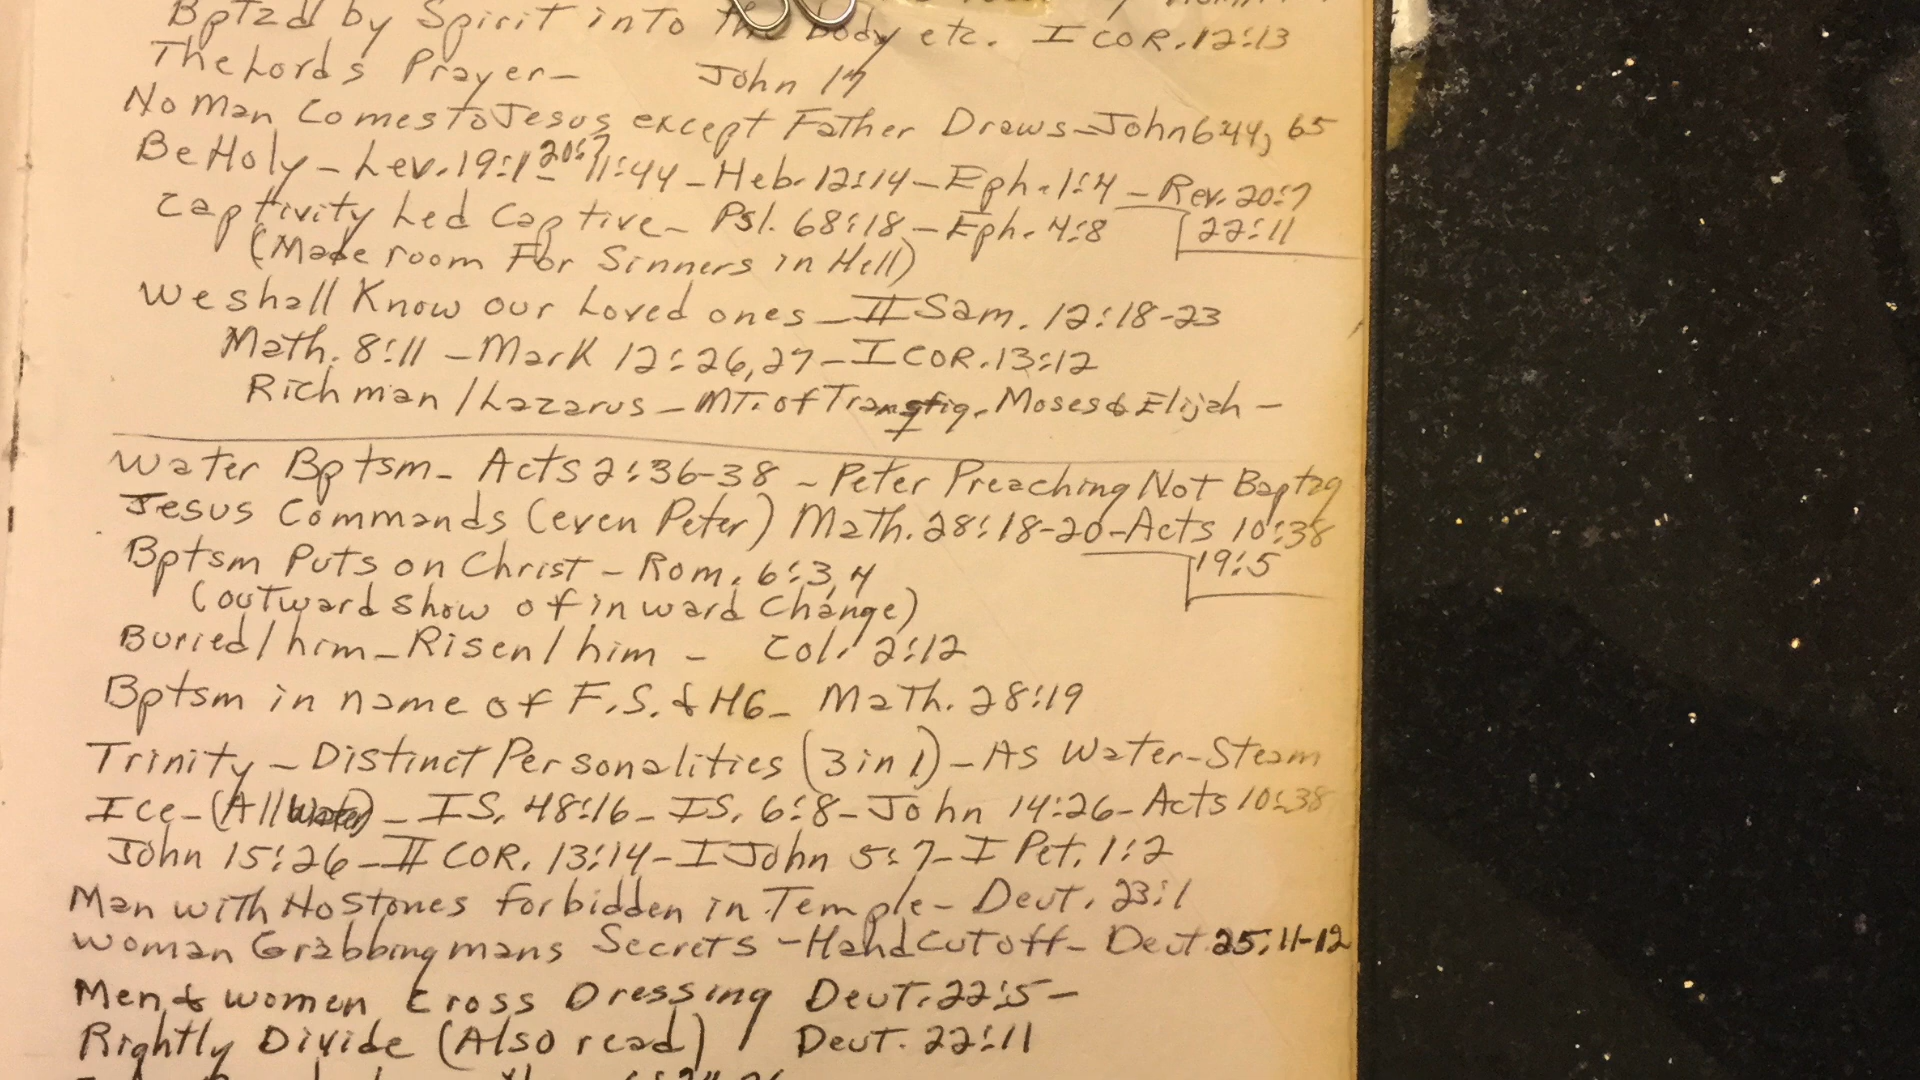 Bptzd by Spirit into the body etc. I COR. 12:13
The Lords Prayer- John 17
No Man Comes to Jesus except Father Draws-John 6:44, 65
Be Holy - Lev. 19:1-20:7 11:44 - Heb. 12:14 - Eph. 1:4 - Rev. 20:7
Captivity Led Captive - Psl. 68:18 - Eph. 4:8 22:11
(Made room For Sinners in Hell)
We shall Know our Loved ones - II Sam. 12:18-23
Math. 8:11 - Mark 12:26,27 - I COR. 13:12
Rich man / Lazarus - MT. of Transfig. Moses & Elijah -
Water Bptsm - Acts 2:36-38 - Peter Preaching Not Baptzg
Jesus Commands (even Peter) Math. 28:18-20-Acts 10:38
Bptsm Puts on Christ - Rom. 6:3,4 19:5
(outward show of inward Change)
Buried / him - Risen / him - Col. 2:12
Bptsm in name of F.S. & HG - Math. 28:19
Trinity - Distinct Personalities (3 in 1) - As Water-Steam
Ice - (All Water) - IS. 48:16 - IS. 6:8 - John 14:26 - Acts 10:38
John 15:26 - II COR. 13:14 - I John 5:7 - I Pet. 1:2
Man with No Stones forbidden in Temple - Deut. 23:1
Woman Grabbing mans Secrets - Hand Cut off - Deut. 25:11-12
Men & women Cross Dressing Deut. 22:5 -
Rightly Divide (Also read) / Deut. 22:11